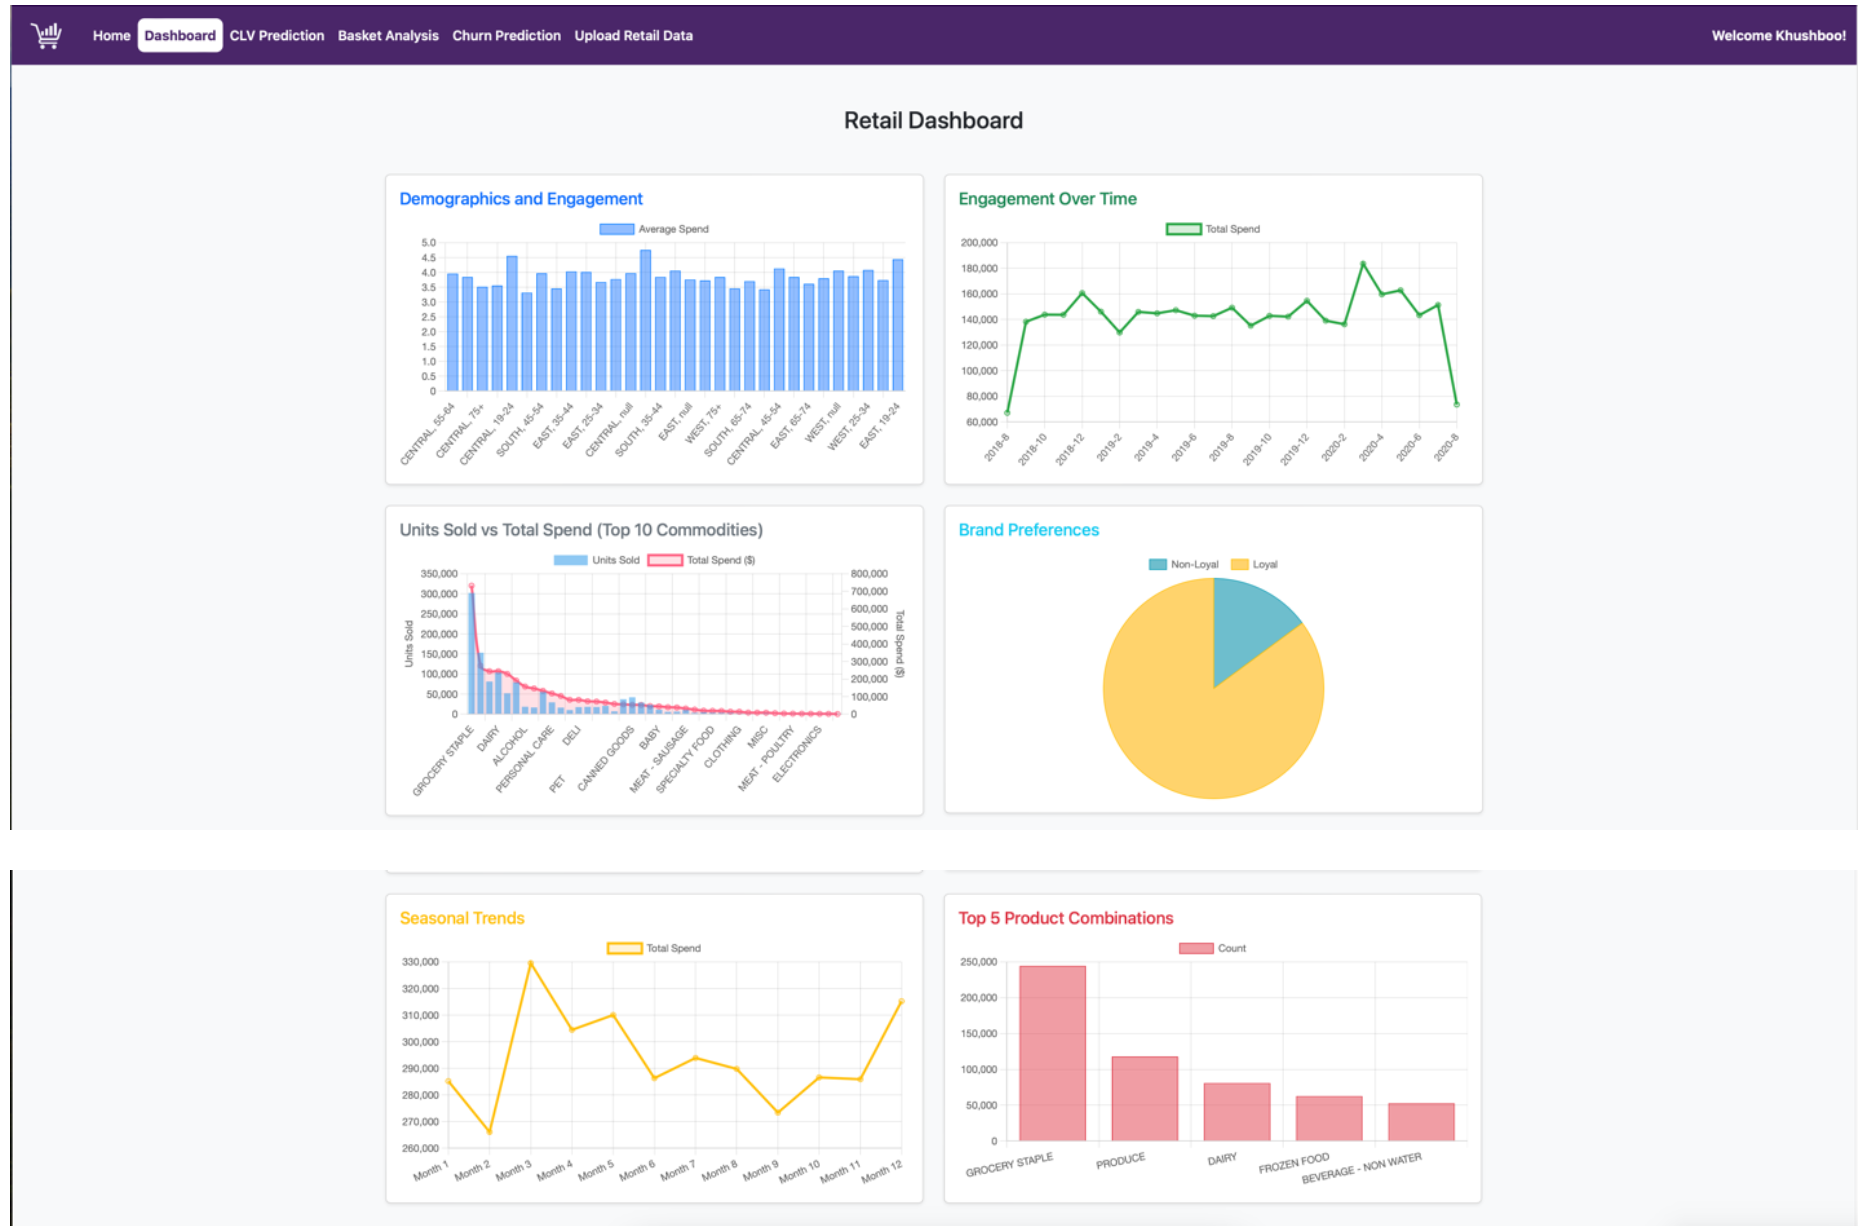 Home Dashboard CLV Prediction Basket Analysis Churn Prediction Upload Retail Data Welcome Khushboo!
Retail Dashboard
Demographics and Engagement
Average Spend
5.0
4.5
4.0
3.5
3.0
2.5
2.0
1.5
1.0
0.5
0
CENTRAL, 55-64
CENTRAL, 75+
CENTRAL, 19-24
SOUTH, 45-54
EAST, 35-44
EAST, 25-34
CENTRAL, null
SOUTH, 35-44
EAST, null
WEST, 75+
SOUTH, 65-74
CENTRAL, 45-54
EAST, 65-74
WEST, null
WEST, 25-34
EAST, 19-24
Engagement Over Time
Total Spend
200,000
180,000
160,000
140,000
120,000
100,000
80,000
60,000
2018-8
2018-10
2018-12
2019-2
2019-4
2019-6
2019-8
2019-10
2019-12
2020-2
2020-4
2020-6
2020-8
Units Sold vs Total Spend (Top 10 Commodities)
Units Sold Total Spend ($)
Units Sold
350,000
300,000
250,000
200,000
150,000
100,000
50,000
0
800,000
700,000
600,000
500,000
400,000
300,000
200,000
100,000
0
Total Spend ($)
GROCERY STAPLE
DAIRY
ALCOHOL
PERSONAL CARE
DELI
PET
CANNED GOODS
BABY
MEAT - SAUSAGE
SPECIALTY FOOD
CLOTHING
MISC
MEAT - POULTRY
ELECTRONICS
Brand Preferences
Non-Loyal Loyal
Seasonal Trends
Total Spend
330,000
320,000
310,000
300,000
290,000
280,000
270,000
260,000
Month 1
Month 2
Month 3
Month 4
Month 5
Month 6
Month 7
Month 8
Month 9
Month 10
Month 11
Month 12
Top 5 Product Combinations
Count
250,000
200,000
150,000
100,000
50,000
0
GROCERY STAPLE
PRODUCE
DAIRY
FROZEN FOOD
BEVERAGE - NON WATER